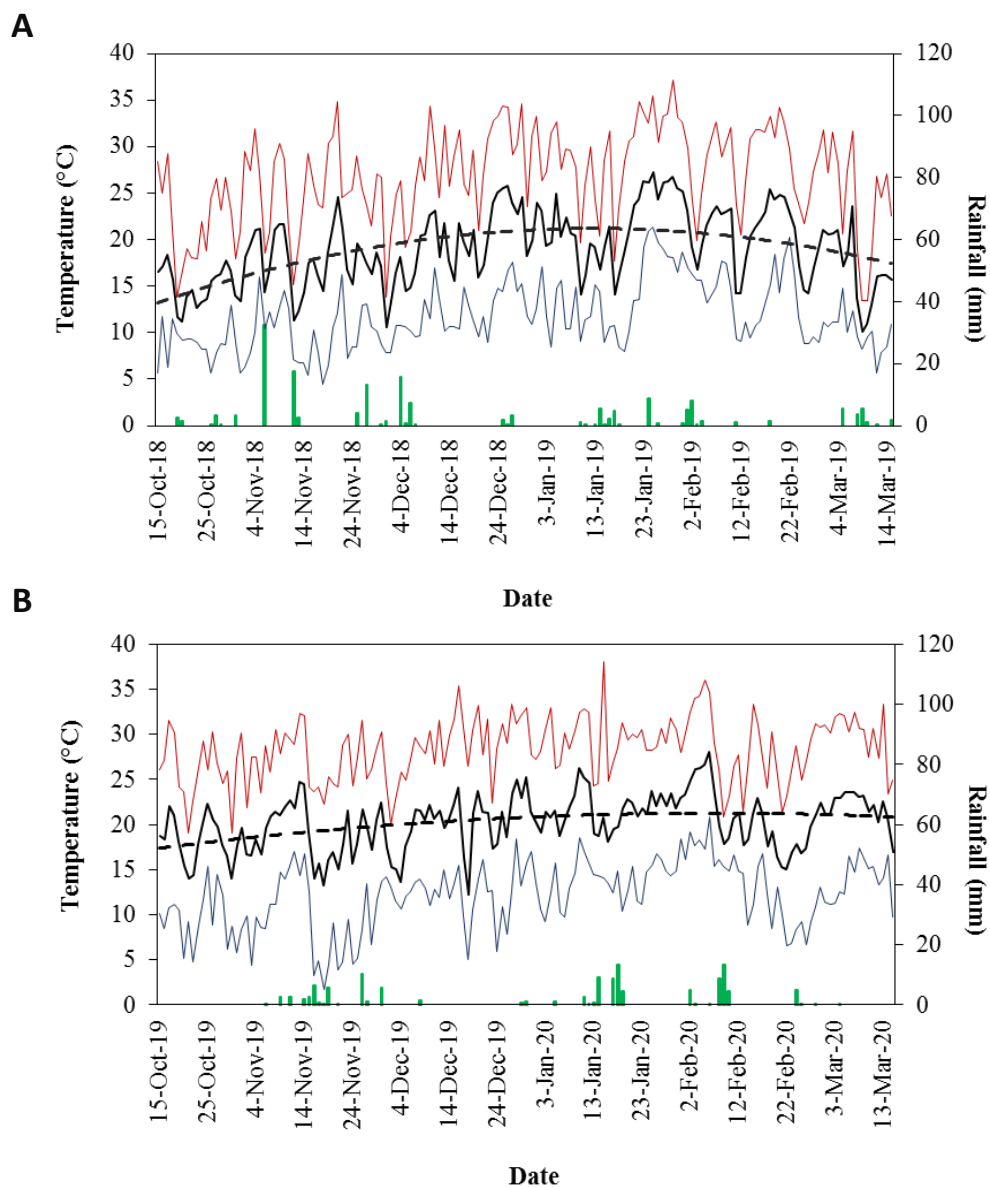 A
40
35
30
25
20
15
10
5
0
Temperature (°C)
120
100
80
60
40
20
0
Rainfall (mm)
15-Oct-18
25-Oct-18
4-Nov-18
14-Nov-18
24-Nov-18
4-Dec-18
14-Dec-18
24-Dec-18
3-Jan-19
13-Jan-19
23-Jan-19
2-Feb-19
12-Feb-19
22-Feb-19
4-Mar-19
14-Mar-19
Date
B
40
35
30
25
20
15
10
5
0
Temperature (°C)
120
100
80
60
40
20
0
Rainfall (mm)
15-Oct-19
25-Oct-19
4-Nov-19
14-Nov-19
24-Nov-19
4-Dec-19
14-Dec-19
24-Dec-19
3-Jan-20
13-Jan-20
23-Jan-20
2-Feb-20
12-Feb-20
22-Feb-20
3-Mar-20
13-Mar-20
Date